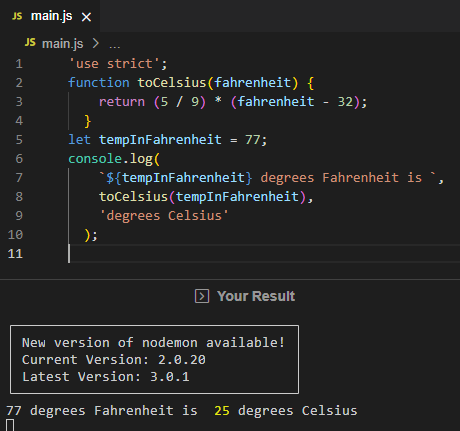 JS main.js ×
JS main.js > ...
1 'use strict';
2 function toCelsius(fahrenheit) {
3     return (5 / 9) * (fahrenheit - 32);
4   }
5 let tempInFahrenheit = 77;
6 console.log(
7     `${tempInFahrenheit} degrees Fahrenheit is `,
8     toCelsius(tempInFahrenheit),
9     'degrees Celsius'
10   );
11
Your Result
New version of nodemon available!
Current Version: 2.0.20
Latest Version: 3.0.1
77 degrees Fahrenheit is  25 degrees Celsius